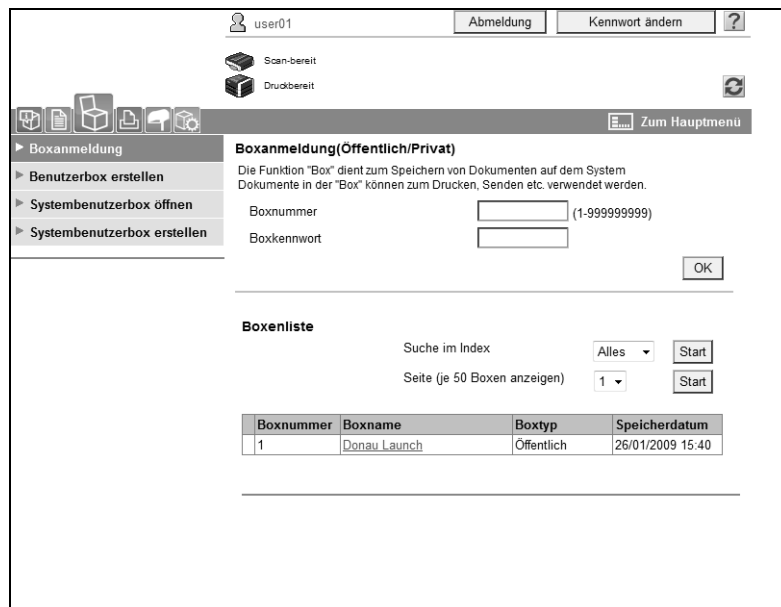 user01
Abmeldung
Kennwort ändern
?
Scan-bereit
Druckbereit
Zum Hauptmenü
Boxanmeldung
Benutzerbox erstellen
Systembenutzerbox öffnen
Systembenutzerbox erstellen
Boxanmeldung(Öffentlich/Privat)
Die Funktion "Box" dient zum Speichern von Dokumenten auf dem System
Dokumente in der "Box" können zum Drucken, Senden etc. verwendet werden.
Boxnummer (1-999999999)
Boxkennwort
OK
Boxenliste
Suche im Index Alles Start
Seite (je 50 Boxen anzeigen) 1 Start
Boxnummer Boxname Boxtyp Speicherdatum
1 Donau Launch Öffentlich 26/01/2009 15:40